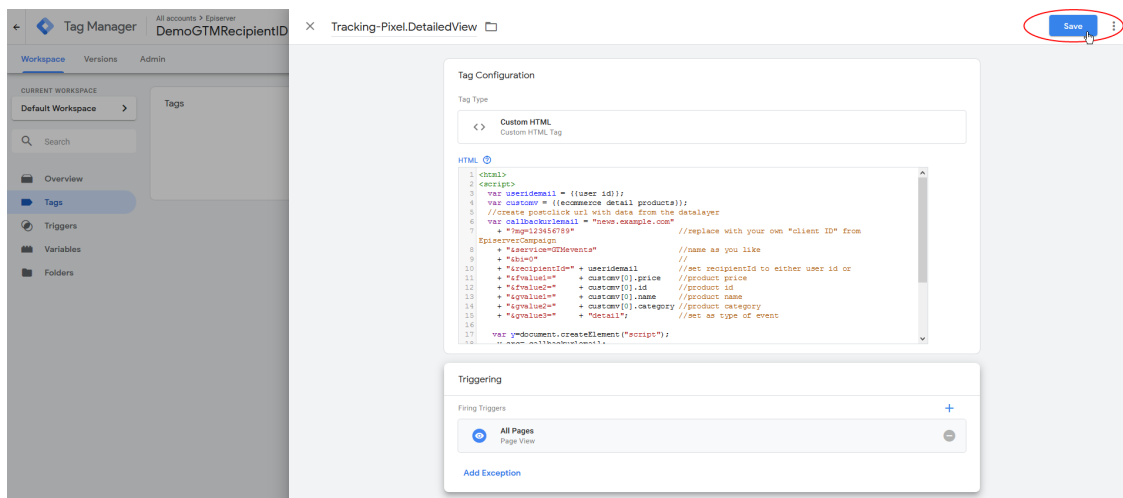 Tag Manager
All accounts > Episerver
DemoGTMRecipientID
Workspace Versions Admin
CURRENT WORKSPACE
Default Workspace
Search
Overview
Tags
Triggers
Variables
Folders
Tags
Tracking-Pixel.DetailedView
Save
Tag Configuration
Tag Type
Custom HTML
Custom HTML Tag
HTML
1 <html>
2 <script>
3 var useridemail = {{user id}};
4 var customv = {{ecommerce detail products}};
5 //create postclick url with data from the datalayer
6 var callbackurlemail = "news.example.com"
7 + "?mg=123456789" //replace with your own "client ID" from
EpiserverCampaign
8 + "&service=GTMevents" //name as you like
9 + "&bi=0" //
10 + "&recipientId=" + useridemail //set recipientId to either user id or
11 + "&fvalue1=" + customv[0].price //product price
12 + "&fvalue2=" + customv[0].id //product id
13 + "&gvalue1=" + customv[0].name //product name
14 + "&gvalue2=" + customv[0].category //product category
15 + "&gvalue3=" + "detail"; //set as type of event
16
17 var y=document.createElement("script");
18 y.src= callbackurlemail;
Triggering
Firing Triggers
All Pages
Page View
Add Exception